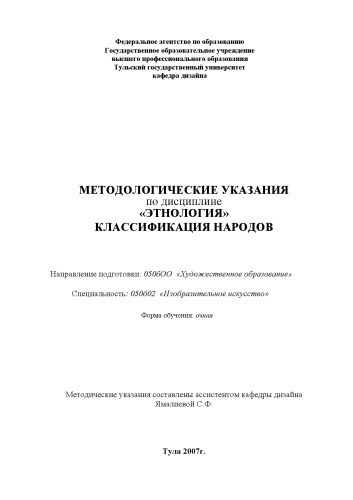 Федеральное агентство по образованию
Государственное образовательное учреждение
высшего профессионального образования
Тульский государственный университет
кафедра дизайна
МЕТОДОЛОГИЧЕСКИЕ УКАЗАНИЯ
по дисциплине
«ЭТНОЛОГИЯ»
КЛАССИФИКАЦИЯ НАРОДОВ
Направление подготовки: 0506ОО «Художественное образование»
Специальность: 050602 «Изобразительное искусство»
Форма обучения: очная
Методические указания составлены ассистентом кафедры дизайна
Ямалиевой С.Ф.
Тула 2007г.